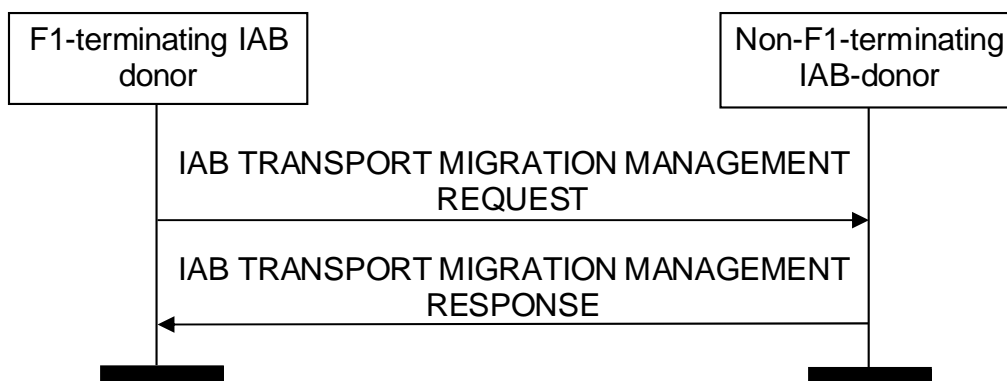 F1-terminating IAB
donor
Non-F1-terminating
IAB-donor
IAB TRANSPORT MIGRATION MANAGEMENT
REQUEST
IAB TRANSPORT MIGRATION MANAGEMENT
RESPONSE